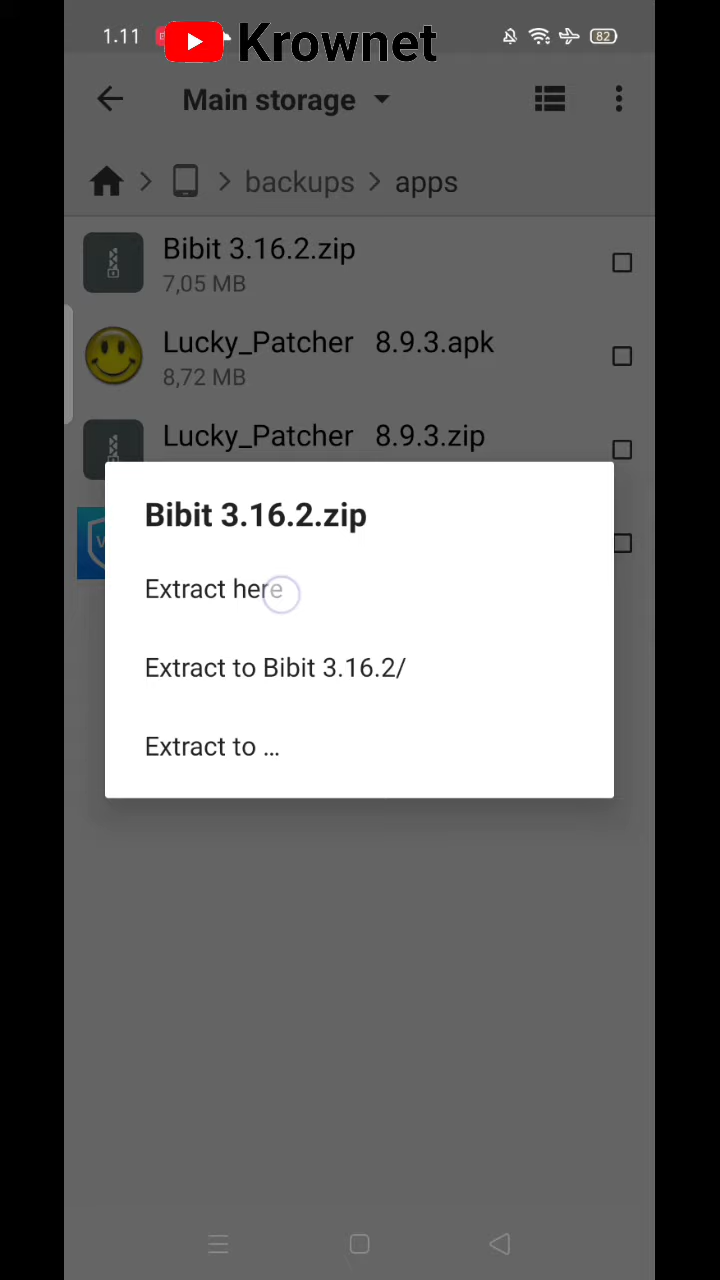 1.11
Krownet
82
Main storage
backups
apps
Bibit 3.16.2.zip
7,05 MB
Lucky_Patcher 8.9.3.apk
8,72 MB
Lucky_Patcher 8.9.3.zip
Bibit 3.16.2.zip
Extract here
Extract to Bibit 3.16.2/
Extract to ...